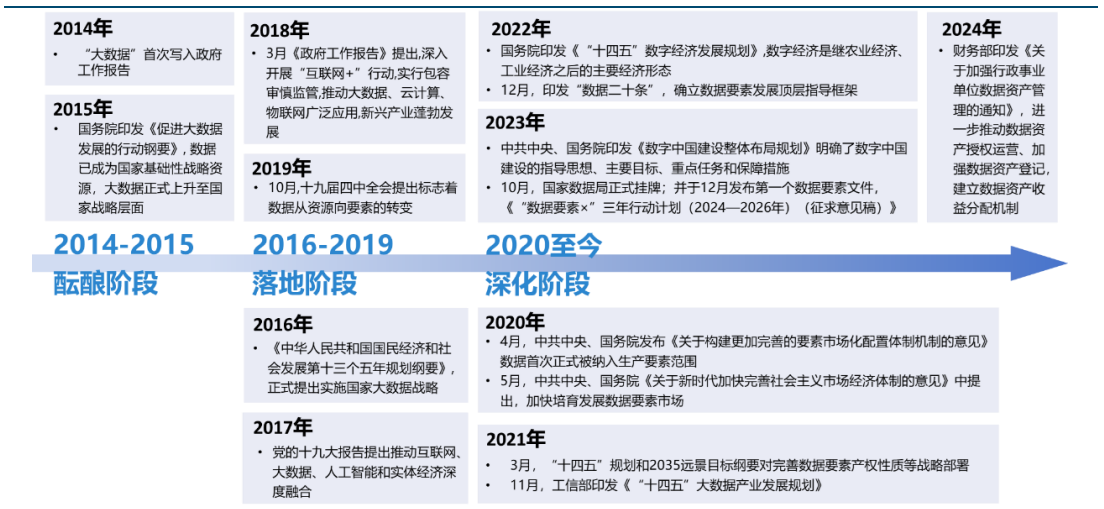 2014年
• “大数据”首次写入政府
工作报告
2015年
• 国务院印发《促进大数据
发展的行动钢要》, 数据
已成为国家基础性战略资
源，大数据正式上升至国
家战略层面
2018年
• 3月《政府工作报告》提出,深入
开展“互联网+”行动,实行包容
审慎监管,推动大数据、云计算、
物联网广泛应用,新兴产业蓬勃发
展
2019年
• 10月,十九届四中全会提出标志着
数据从资源向要素的转变
2022年
• 国务院印发《“十四五”数字经济发展规划》,数字经济是继农业经济、
工业经济之后的主要经济形态
• 12月，印发“数据二十条”，确立数据要素发展顶层指导框架
2023年
• 中共中央、国务院印发《数字中国建设整体布局规划》明确了数字中国
建设的指导思想、主要目标、重点任务和保障措施
• 10月，国家数据局正式挂牌；并于12月发布第一个数据要素文件，
《“数据要素×”三年行动计划（2024—2026年）（征求意见稿）》
2024年
• 财务部印发《关
于加强行政事业
单位数据资产管
理的通知》，进
一步推动数据资
产授权运营、加
强数据资产登记，
建立数据资产收
益分配机制
2014-2015
酝酿阶段
2016-2019
落地阶段
2020至今
深化阶段
2016年
• 《中华人民共和国国民经济和社
会发展第十三个五年规划纲要》，
正式提出实施国家大数据战略
2017年
• 党的十九大报告提出推动互联网、
大数据、人工智能和实体经济深
度融合
2020年
• 4月，中共中央、国务院发布《关于构建更加完善的要素市场化配置体制机制的意见》
数据首次正式被纳入生产要素范围
• 5月，中共中央、国务院《关于新时代加快完善社会主义市场经济体制的意见》中提
出，加快培育发展数据要素市场
2021年
• 3月，“十四五”规划和2035远景目标纲要对完善数据要素产权性质等战略部署
• 11月，工信部印发《“十四五”大数据产业发展规划》